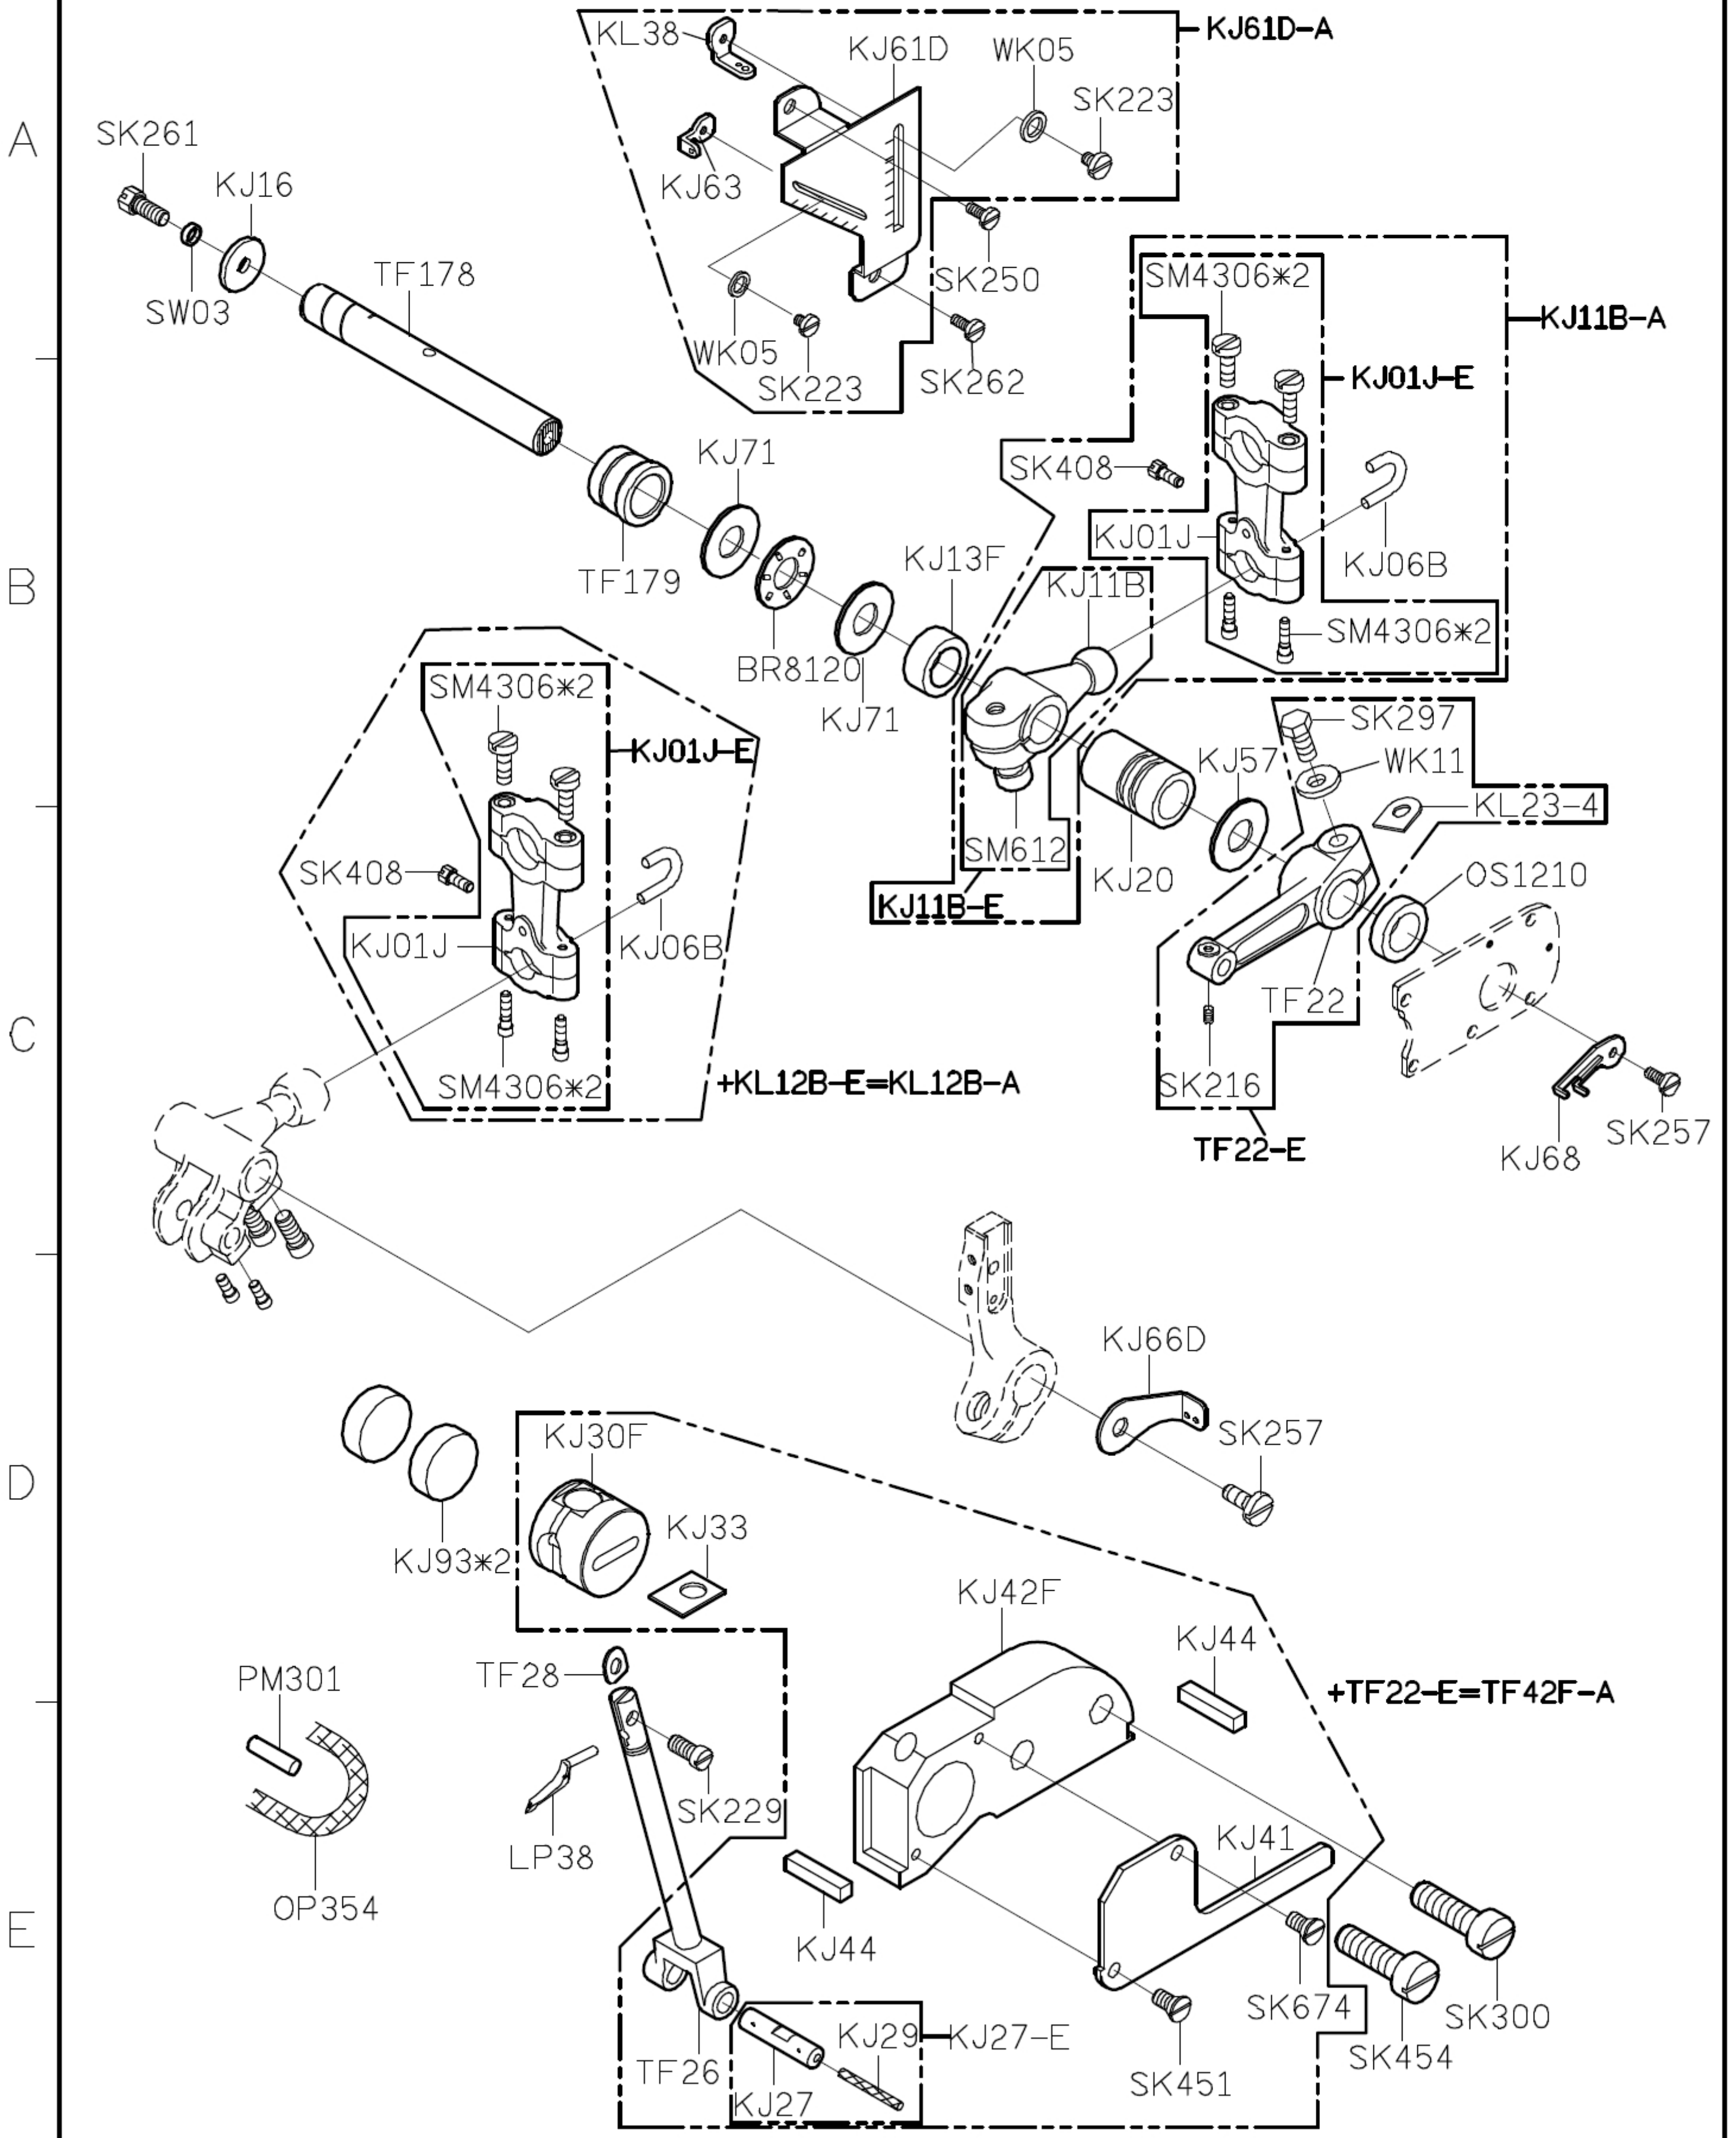 KL38
KJ61D
WK05
KJ61D-A
SK223
A
SK261
KJ16
KJ63
TF178
SK250
SM4306*2
SW03
KJ11B-A
WK05
SK223
SK262
KJ01J-E
KJ71
SK408
KJ01J
KJ06B
B
TF179
KJ13F
KJ11B
BR8120
SM4306*2
KJ71
SM4306*2
KJ01J-E
SK297
WK11
KJ57
KL23-4
SM612
KJ20
KJ11B-E
OS1210
SK408
KJ01J
KJ06B
TF22
C
SM4306*2
+KL12B-E=KL12B-A
SK216
TF22-E
KJ68
SK257
KJ66D
SK257
D
KJ30F
KJ33
KJ93*2
KJ42F
KJ44
TF28
PM301
+TF22-E=TF42F-A
SK229
LP38
KJ41
OP354
E
KJ44
SK674
SK300
SK454
SK451
TF26
KJ29
KJ27-E
KJ27